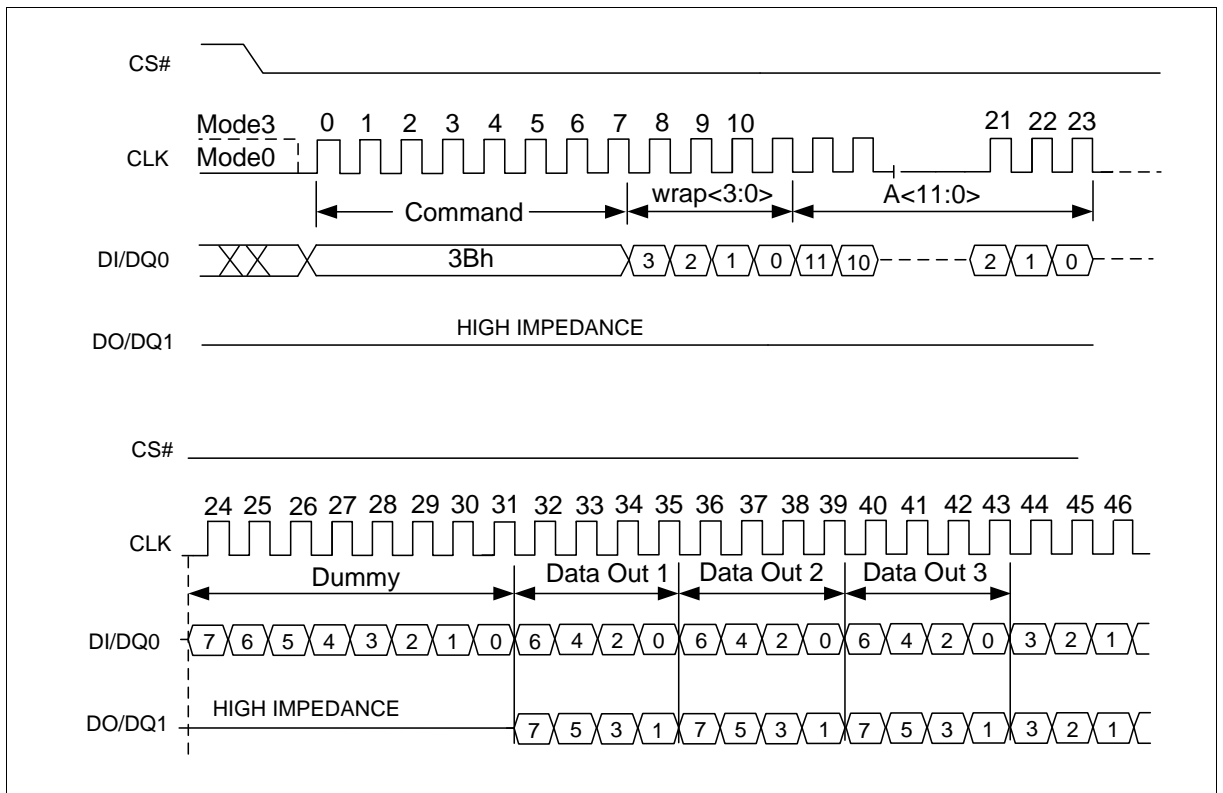 CS#
Mode3 0 1 2 3 4 5 6 7 8 9 10 21 22 23
CLK Mode0
Command wrap<3:0> A<11:0>
DI/DQ0 3Bh 3 2 1 0 11 10 2 1 0
HIGH IMPEDANCE
DO/DQ1
CS#
24 25 26 27 28 29 30 31 32 33 34 35 36 37 38 39 40 41 42 43 44 45 46
CLK
Dummy Data Out 1 Data Out 2 Data Out 3
DI/DQ0 7 6 5 4 3 2 1 0 6 4 2 0 6 4 2 0 6 4 2 0 3 2 1
HIGH IMPEDANCE
DO/DQ1 7 5 3 1 7 5 3 1 7 5 3 1 3 2 1